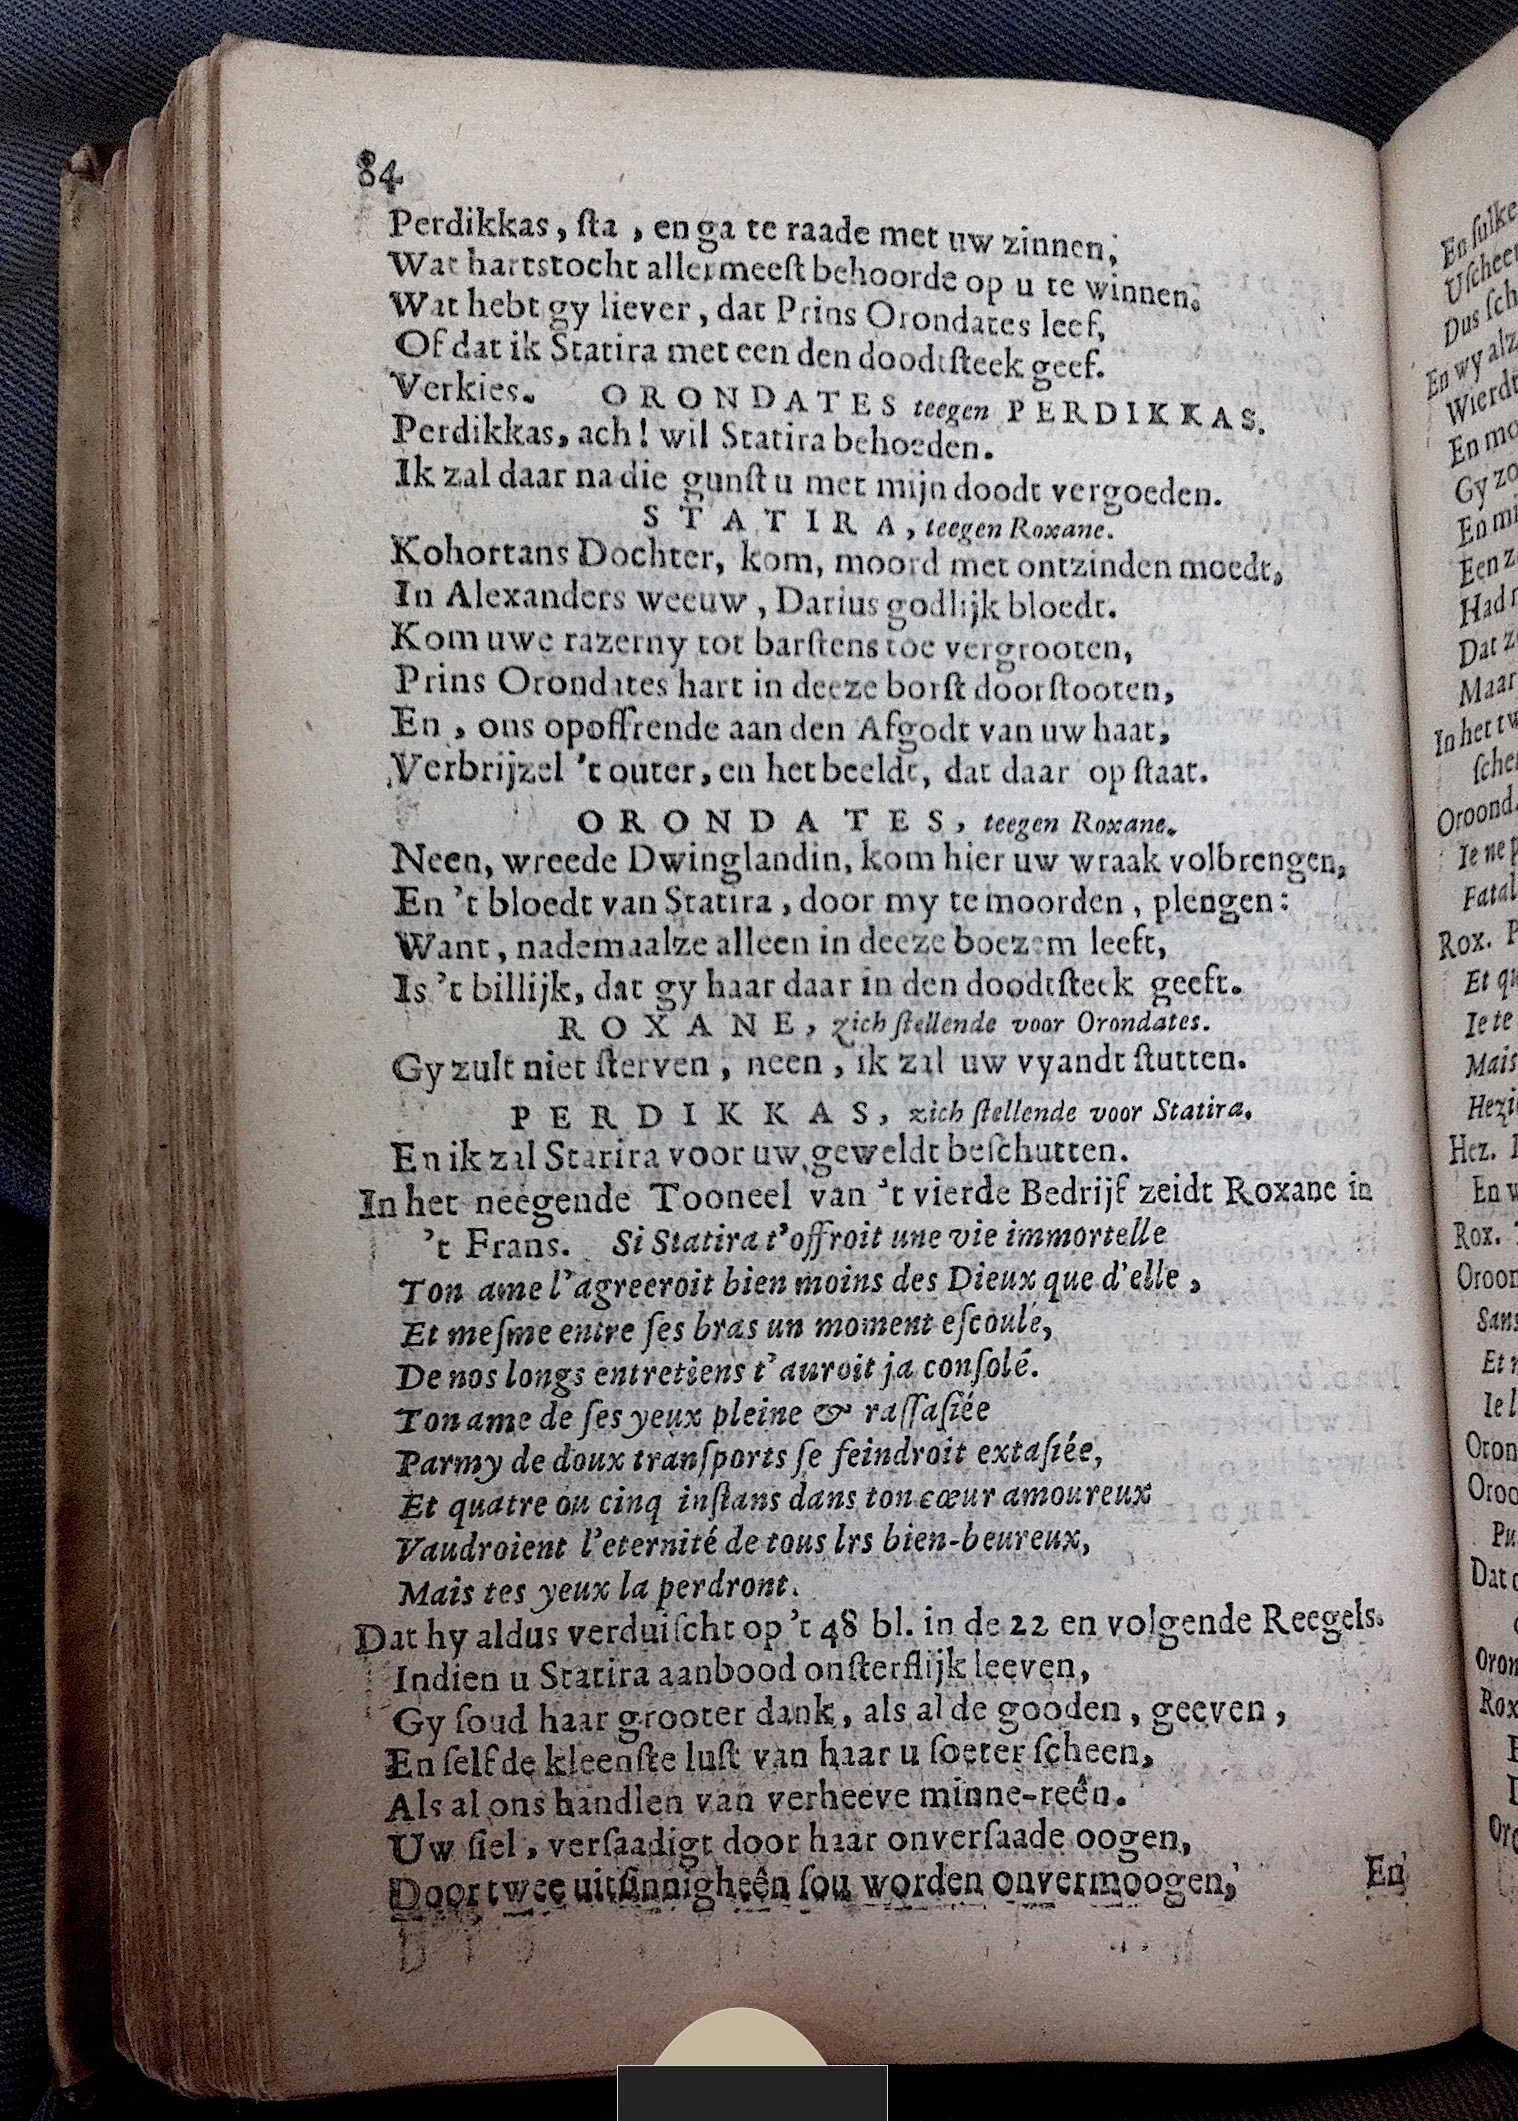 84
Perdikkas, ſta, en ga te raade met uw zinnen,
Wat hartstocht allermeeſt behoorde op u te winnen.
Wat hebt gy liever, dat Prins Orondates leef,
Of dat ik Statira met een den doodtſteek geef.
Verkies. ORONDATES teegen PERDIKKAS.
Perdikkas, ach! wil Statira behoeden.
Ik zal daar na die gunſt u met mijn doodt vergoeden.
STATIRA, teegen Roxane.
Kohortans Dochter, kom, moord met ontzinden moedt,
In Alexanders weeuw, Darius godlijk bloedt.
Kom uwe razerny tot barſtens toe vergrooten,
Prins Orondates hart in deeze borſt doorſtooten,
En, ons opoffrende aan den Afgodt van uw haat,
Verbrijzel 't outer, en het beeldt, dat daar op ſtaat.
ORONDATES, teegen Roxane.
Neen, wreede Dwinglandin, kom hier uw wraak volbrengen,
En 't bloedt van Statira, door my te moorden, plengen:
Want, nademaalze alleen in deeze boezem leeft,
Is 't billijk, dat gy haar daar in den doodtſteek geeft.
ROXANE, zich ſtellende voor Orondates.
Gy zult niet ſterven, neen, ik zal uw vyandt ſtutten.
PERDIKKAS, zich ſtellende voor Statira.
En ik zal Statira voor uw geweldt beſchutten.
In het neegende Tooneel van 't vierde Bedrijf zeidt Roxane in
't Frans. Si Statira t'offroit une vie immortelle
Ton ame l'agreeroit bien moins des Dieux que d'elle,
Et meſme entre ſes bras un moment eſcoulé,
De nos longs entretiens t'auroit ja conſolé.
Ton ame de ſes yeux pleine & raſſaſiée
Parmy de doux tranſports ſe feindroit extaſiée,
Et quatre ou cinq inſtans dans ton cœur amoureux
Vaudroient l'eternité de tous lrs bien-beureux,
Mais tes yeux la perdront.
Dat hy aldus verduiſcht op 't 48 bl. in de 22 en volgende Reegels.
Indien u Statira aanbood onſterflijk leeven,
Gy ſoud haar grooter dank, als al de gooden, geeven,
En ſelf de kleenſte luſt van haar u ſoeter ſcheen,
Als al ons handlen van verheeve minne-reên.
Uw ſiel, verſaadigt door haar onverſaade oogen,
Door twee uitſinnigheên ſou worden onvermoogen,
En